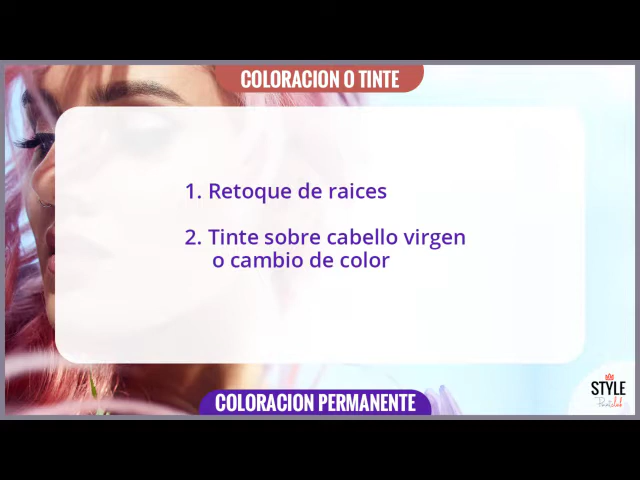 COLORACION O TINTE
1. Retoque de raices
2. Tinte sobre cabello virgen
o cambio de color
COLORACION PERMANENTE
STYLE